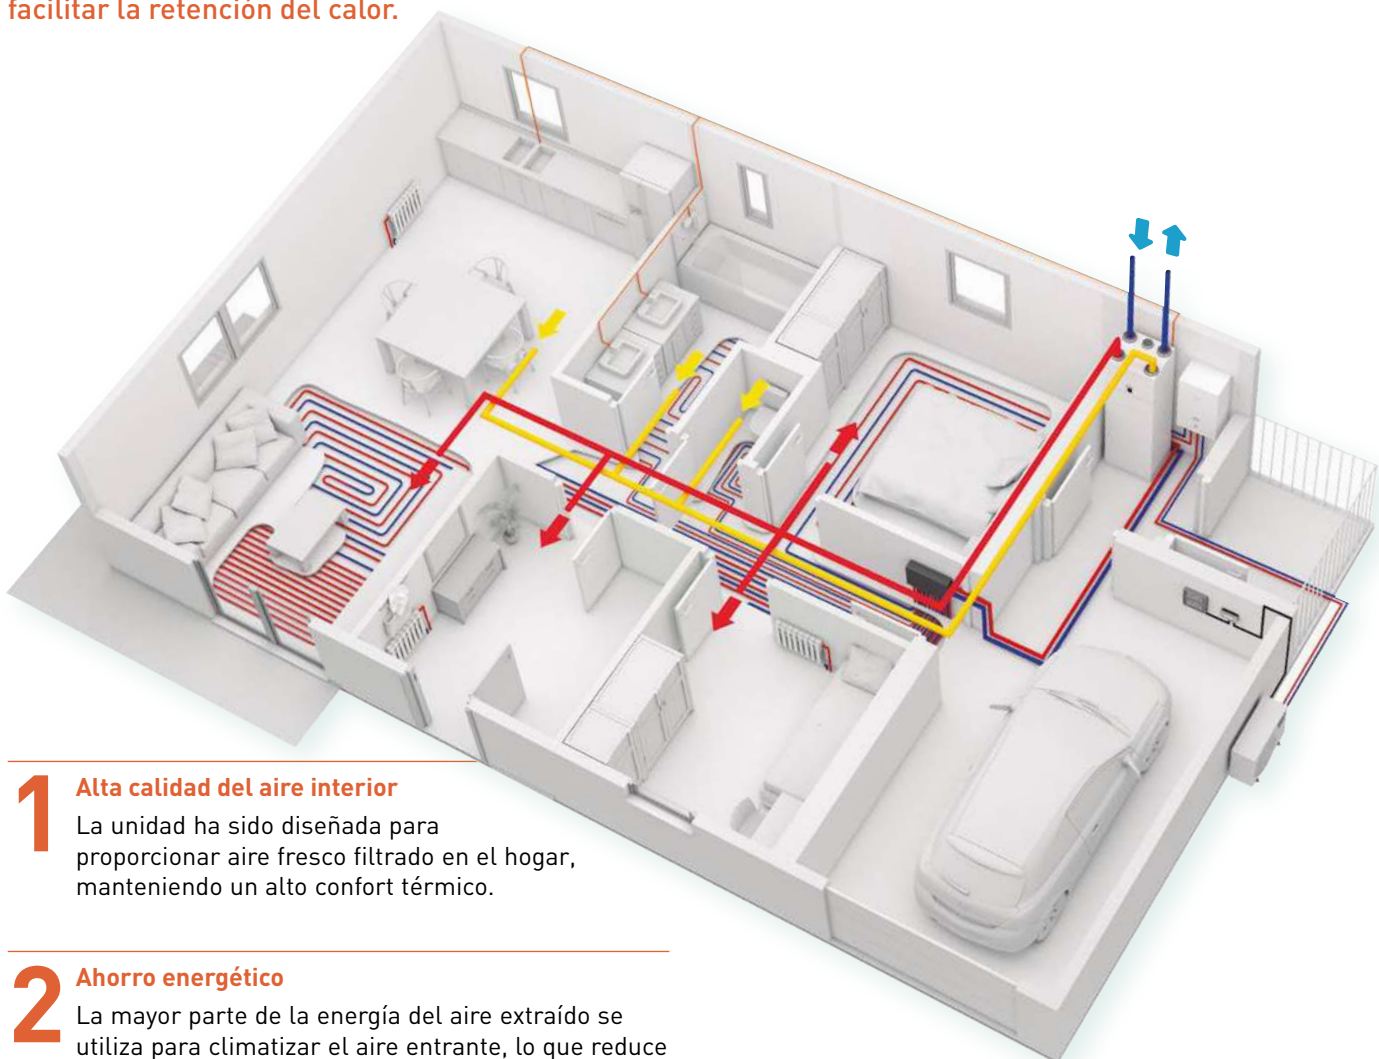 facilitar la retención del calor.
1
Alta calidad del aire interior
La unidad ha sido diseñada para
proporcionar aire fresco filtrado en el hogar,
manteniendo un alto confort térmico.
2
Ahorro energético
La mayor parte de la energía del aire extraído se
utiliza para climatizar el aire entrante, lo que reduce